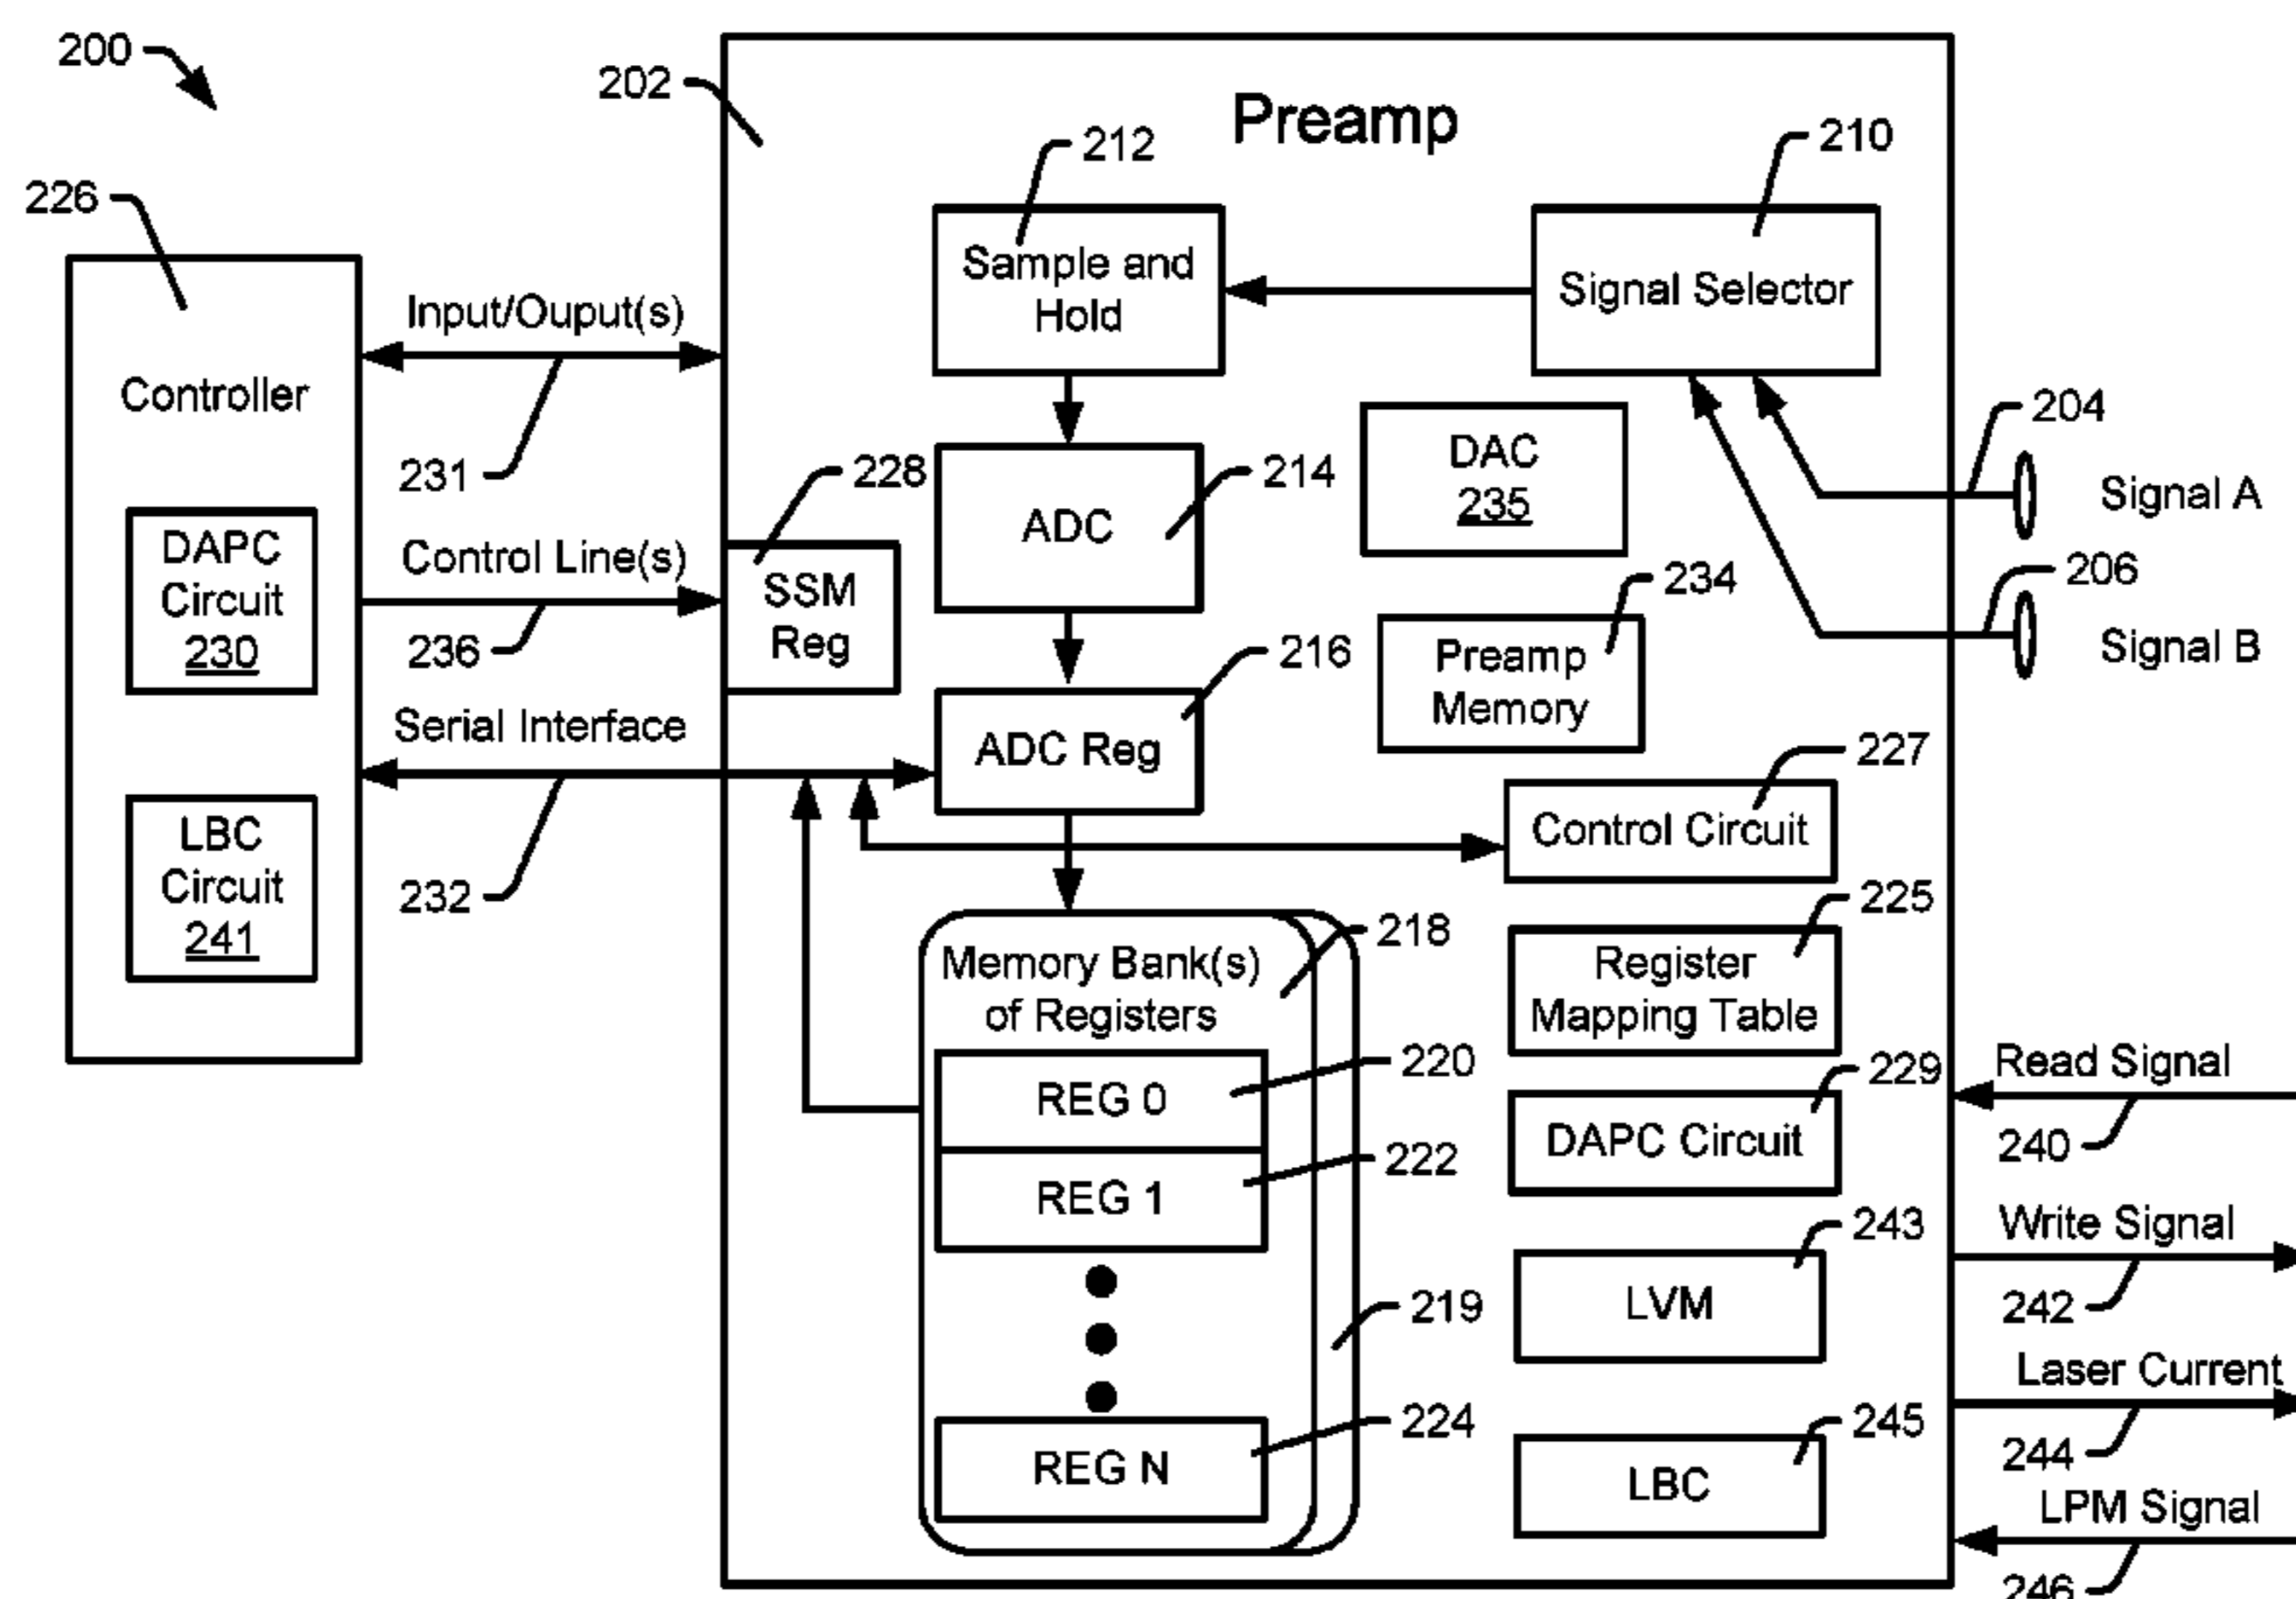 200
202
Preamp
212
210
226
Sample and
Hold
Signal Selector
Input/Ouput(s)
Controller
204
231
228
DAC
235
214
Signal A
ADC
DAPC
Circuit
230
Control Line(s)
SSM
Reg
206
234
236
216
Preamp
Memory
Signal B
Serial Interface
ADC Reg
227
LBC
Circuit
241
Control Circuit
232
225
218
Memory Bank(s)
of Registers
Register
Mapping Table
220
229
Read Signal
REG 0
240
222
DAPC Circuit
REG 1
243
Write Signal
219
LVM
242
Laser Current
224
245
244
REG N
LBC
LPM Signal
246